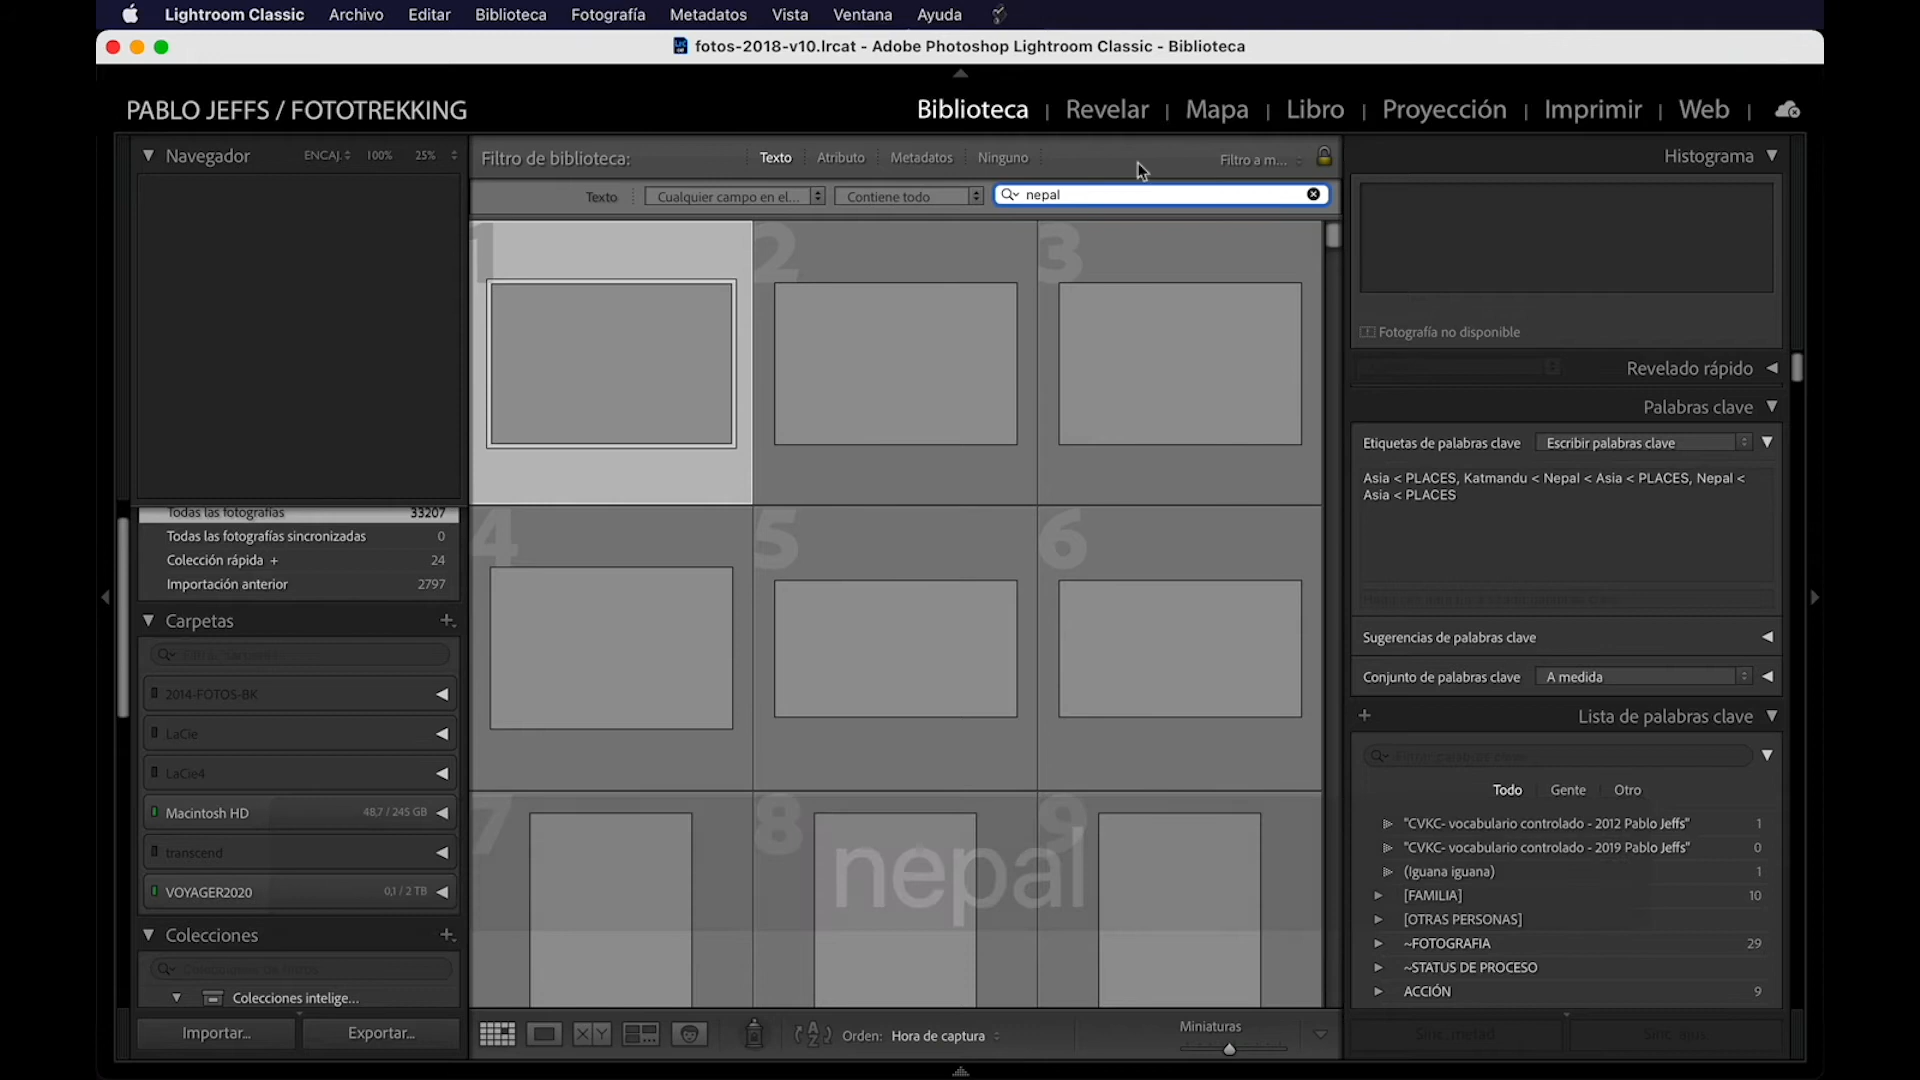 Lightroom Classic Archivo Editar Biblioteca Fotografía Metadatos Vista Ventana Ayuda
fotos-2018-v10.lrcat - Adobe Photoshop Lightroom Classic - Biblioteca
PABLO JEFFS / FOTOTREKKING
Biblioteca | Revelar | Mapa | Libro | Proyección | Imprimir | Web |
Navegador ENCAJ. 100% 25%
Todas las fotografías 33207
Todas las fotografías sincronizadas 0
Colección rápida + 24
Importación anterior 2797
Carpetas
2014-FOTOS-BK
LaCie
LaCie4
Macintosh HD 48,7 / 245 GB
transcend
VOYAGER2020 0,1 / 2 TB
Colecciones
Colecciones intelige...
Importar... Exportar...
Filtro de biblioteca: Texto Atributo Metadatos Ninguno Filtro a m...
Texto Cualquier campo en el... Contiene todo nepal
1 2 3
4 5 6
7 8 9
nepal
XY Orden: Hora de captura Miniaturas
Histograma
Fotografía no disponible
Revelado rápido
Palabras clave
Etiquetas de palabras clave Escribir palabras clave
Asia < PLACES, Katmandu < Nepal < Asia < PLACES, Nepal <
Asia < PLACES
Sugerencias de palabras clave
Conjunto de palabras clave A medida
Lista de palabras clave
Todo Gente Otro
"CVKC- vocabulario controlado - 2012 Pablo Jeffs" 1
"CVKC- vocabulario controlado - 2019 Pablo Jeffs" 0
(Iguana iguana) 1
[FAMILIA] 10
[OTRAS PERSONAS]
~FOTOGRAFIA 29
~STATUS DE PROCESO
ACCIÓN 9
Sinc. metad. Sinc. ajus.